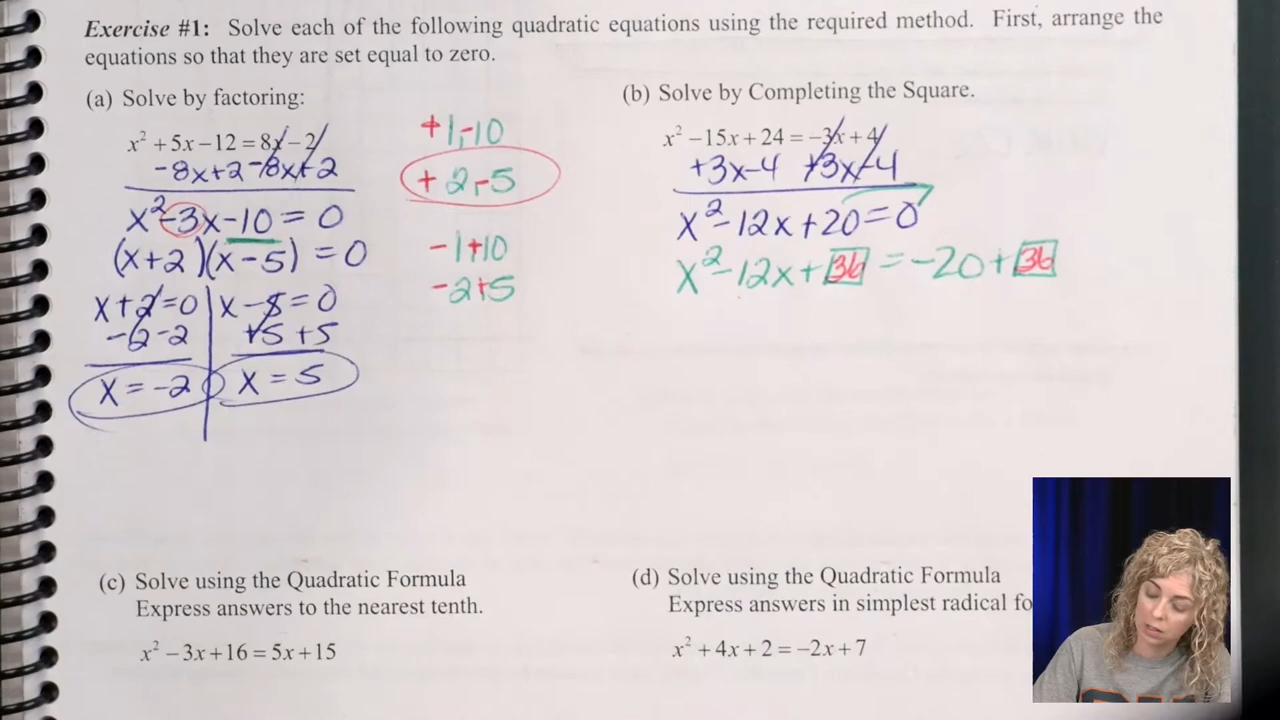 Exercise #1: Solve each of the following quadratic equations using the required method. First, arrange the
equations so that they are set equal to zero.
(a) Solve by factoring:
x² + 5x − 12 = 8x − 2
-8x+2 -8x+2
x² - 3x - 10 = 0
(x+2)(x-5) = 0
x+2=0 | x-5=0
-2 -2 | +5 +5
x = -2 | x = 5
+1,-10
+2,-5
-1+10
-2+5
(b) Solve by Completing the Square.
x² − 15x + 24 = −3x + 4
+3x-4 +3x-4
x² - 12x + 20 = 0
x² - 12x + 36 = -20 + 36
(c) Solve using the Quadratic Formula
Express answers to the nearest tenth.
x² − 3x + 16 = 5x + 15
(d) Solve using the Quadratic Formula
Express answers in simplest radical fo
x² + 4x + 2 = −2x + 7